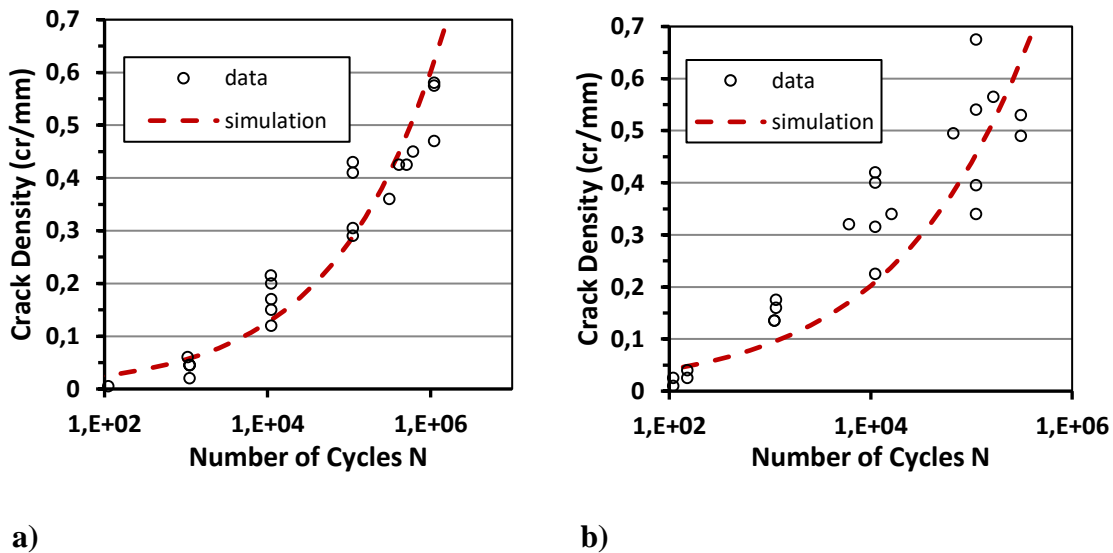 0,7
0,6
0,5
0,4
0,3
0,2
0,1
0
Crack Density (cr/mm)
data
simulation
1,E+02
1,E+04
1,E+06
Number of Cycles N
a)
0,7
0,6
0,5
0,4
0,3
0,2
0,1
0
Crack Density (cr/mm)
data
simulation
1,E+02
1,E+04
1,E+06
Number of Cycles N
b)